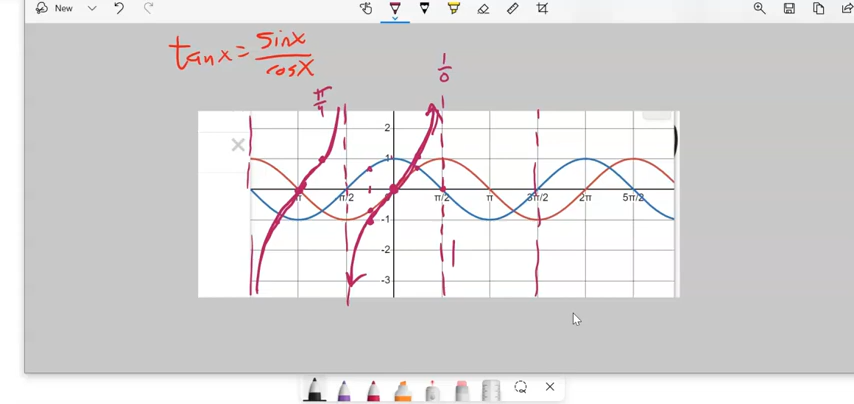 New
tan x = sin x / cos x
π/4
1/0
2
1
-1
-2
-3
π
π/2
π/2
π
3π/2
2π
5π/2